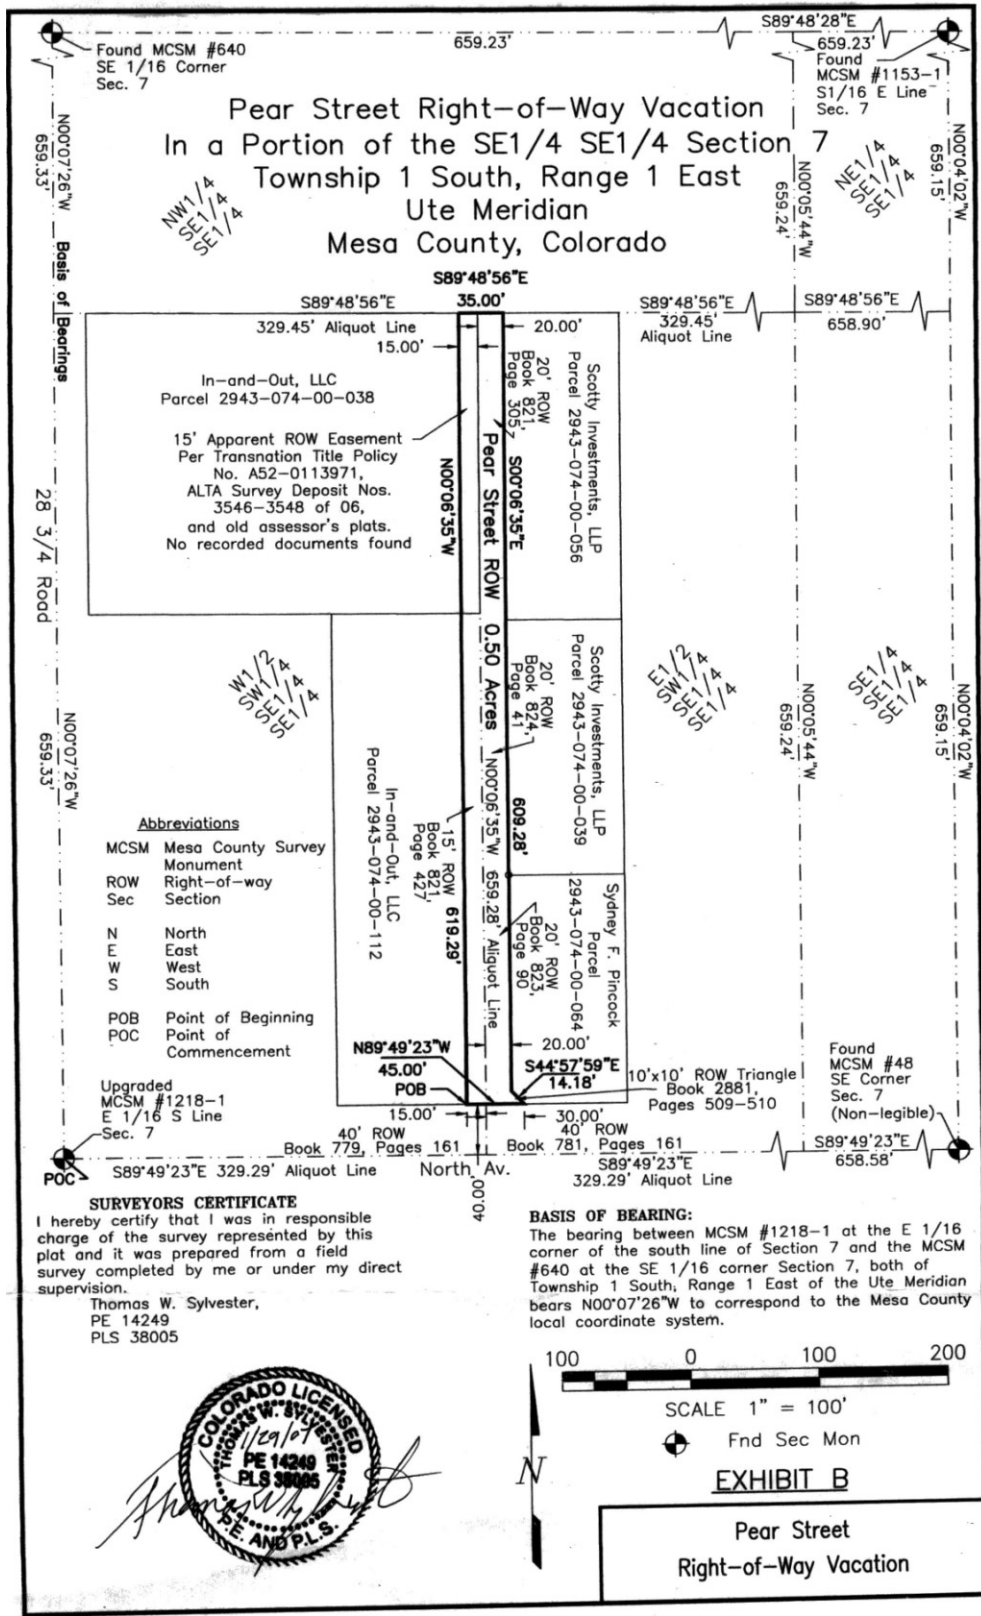 S89°48'28"E
659.23'
659.23'
Found MCSM #640
SE 1/16 Corner
Sec. 7
Found
MCSM #1153-1
S1/16 E Line
Sec. 7
Pear Street Right-of-Way Vacation
In a Portion of the SE1/4 SE1/4 Section 7
Township 1 South, Range 1 East
Ute Meridian
Mesa County, Colorado
N00°07'26"W
659.33'
Basis of Bearings
NW1/4
SE1/4
SE1/4
N00°05'44"W
659.24'
NE1/4
SE1/4
SE1/4
N00°04'02"W
659.15'
S89°48'56"E
35.00'
S89°48'56"E
329.45' Aliquot Line
15.00'
20.00'
S89°48'56"E
329.45'
Aliquot Line
S89°48'56"E
658.90'
In-and-Out, LLC
Parcel 2943-074-00-038
15' Apparent ROW Easement
Per Transnation Title Policy
No. A52-0113971,
ALTA Survey Deposit Nos.
3546-3548 of 06,
and old assessor's plats.
No recorded documents found
N00°06'35"W
Pear Street ROW 0.50 Acres
S00°06'35"E
20' ROW
Book 821,
Page 305
Scotty Investments, LLP
Parcel 2943-074-00-056
28 3/4 Road
W1/2
SW1/4
SE1/4
SE1/4
20' ROW
Book 824,
Page 41
Scotty Investments, LLP
Parcel 2943-074-00-039
E1/2
SW1/4
SE1/4
SE1/4
SE1/4
SE1/4
SE1/4
N00°07'26"W
659.33'
N00°05'44"W
659.24'
N00°04'02"W
659.15'
N00°06'35"W 659.28' Aliquot Line
609.28'
In-and-Out, LLC
Parcel 2943-074-00-112
15' ROW
Book 821,
Page 427
619.29'
20' ROW
Book 823,
Page 90
Sydney F. Pincock
Parcel
2943-074-00-064
Abbreviations
MCSM Mesa County Survey
Monument
ROW Right-of-way
Sec Section
N North
E East
W West
S South
POB Point of Beginning
POC Point of
Commencement
N89°49'23"W
45.00'
POB
20.00'
S44°57'59"E
14.18'
10'x10' ROW Triangle
Book 2881,
Pages 509-510
Found
MCSM #48
SE Corner
Sec. 7
(Non-legible)
Upgraded
MCSM #1218-1
E 1/16 S Line
Sec. 7
15.00'
30.00'
40' ROW
Book 779, Pages 161
40' ROW
Book 781, Pages 161
POC
S89°49'23"E 329.29' Aliquot Line
North Av.
40.00'
S89°49'23"E
329.29' Aliquot Line
S89°49'23"E
658.58'
SURVEYORS CERTIFICATE
I hereby certify that I was in responsible
charge of the survey represented by this
plat and it was prepared from a field
survey completed by me or under my direct
supervision.
Thomas W. Sylvester,
PE 14249
PLS 38005
BASIS OF BEARING:
The bearing between MCSM #1218-1 at the E 1/16
corner of the south line of Section 7 and the MCSM
#640 at the SE 1/16 corner Section 7, both of
Township 1 South, Range 1 East of the Ute Meridian
bears N00°07'26"W to correspond to the Mesa County
local coordinate system.
100 0 100 200
SCALE 1" = 100'
Fnd Sec Mon
N
EXHIBIT B
Pear Street
Right-of-Way Vacation
COLORADO LICENSED
THOMAS W. SYLVESTER
1/29/07
PE 14249
PLS 38005
P.E. AND P.L.S.